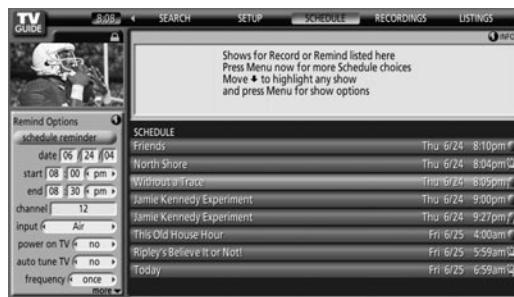 TV
GUIDE
8:08
SEARCH SETUP SCHEDULE RECORDINGS LISTINGS
INFO
Shows for Record or Remind listed here
Press Menu now for more Schedule choices
Move to highlight any show
and press Menu for show options
Remind Options
schedule reminder
date 06 / 24 / 04
start 08 : 00 pm
end 08 : 30 pm
channel 12
input Air
power on TV no
auto tune TV no
frequency once
more
SCHEDULE
Friends Thu 6/24 8:10pm
North Shore Thu 6/24 8:04pm
Without a Trace Thu 6/24 8:05pm
Jamie Kennedy Experiment Thu 6/24 9:00pm
Jamie Kennedy Experiment Thu 6/24 9:27pm
This Old House Hour Fri 6/25 4:00am
Ripley's Believe It or Not! Fri 6/25 5:59am
Today Fri 6/25 5:59am